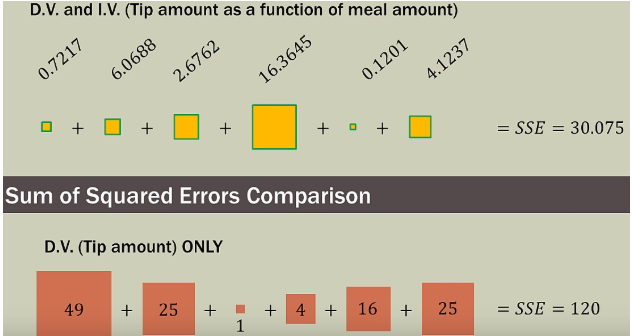 D.V. and I.V. (Tip amount as a function of meal amount)
0.7217 6.0688 2.6762 16.3645 0.1201 4.1237
+ + + + + = SSE = 30.075
Sum of Squared Errors Comparison
D.V. (Tip amount) ONLY
49 + 25 + 1 + 4 + 16 + 25 = SSE = 120